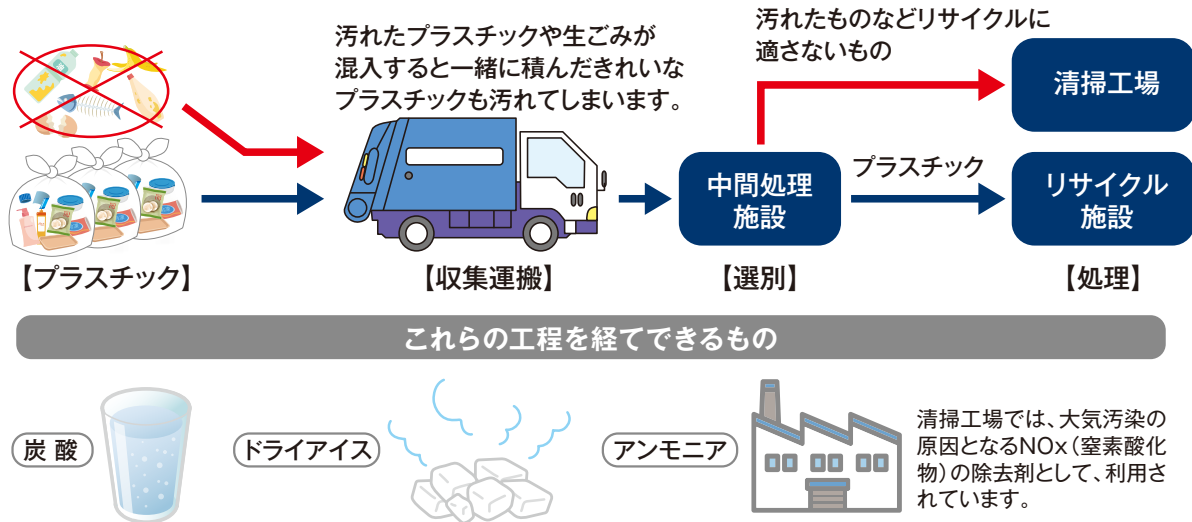 汚れたプラスチックや生ごみが
混入すると一緒に積んだきれいな
プラスチックも汚れてしまいます。
汚れたものなどリサイクルに
適さないもの
清掃工場
中間処理
施設
プラスチック
リサイクル
施設
【プラスチック】
【収集運搬】
【選別】
【処理】
これらの工程を経てできるもの
炭酸
ドライアイス
アンモニア
清掃工場では、大気汚染の
原因となるNOx（窒素酸化
物）の除去剤として、利用さ
れています。